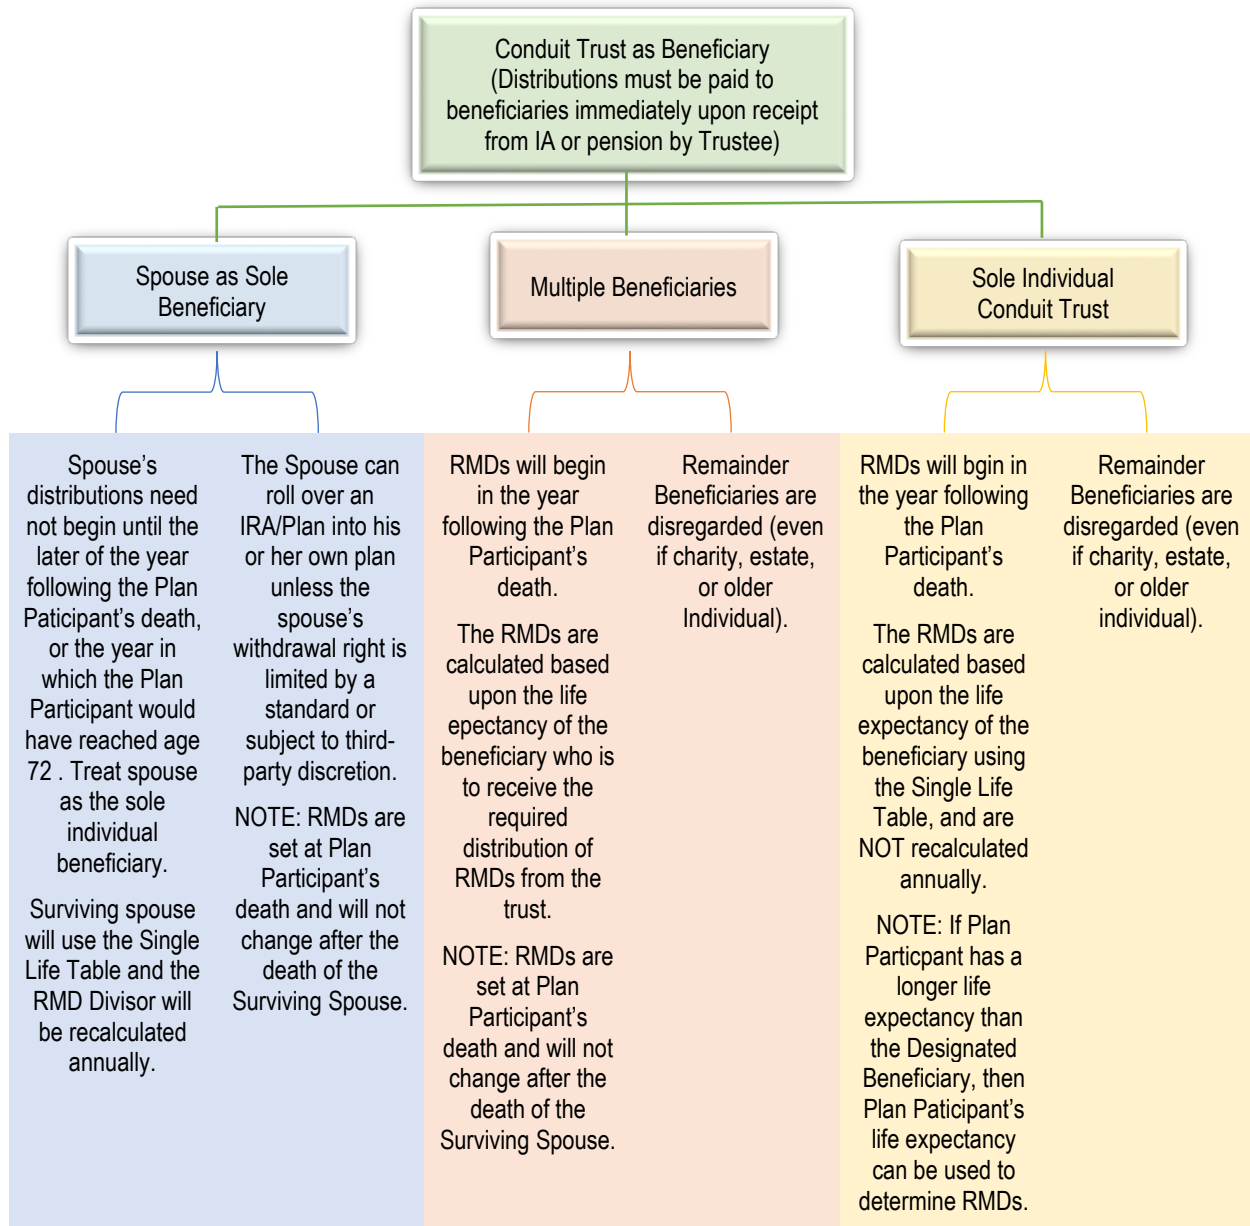 Conduit Trust as Beneficiary
(Distributions must be paid to
beneficiaries immediately upon receipt
from IA or pension by Trustee)
Spouse as Sole
Beneficiary
Multiple Beneficiaries
Sole Individual
Conduit Trust
Spouse's
distributions need
not begin until the
later of the year
following the Plan
Paticipant's death,
or the year in
which the Plan
Participant would
have reached age
72 . Treat spouse
as the sole
individual
beneficiary.
Surviving spouse
will use the Single
Life Table and the
RMD Divisor will
be recalculated
annually.
The Spouse can
roll over an
IRA/Plan into his
or her own plan
unless the
spouse's
withdrawal right is
limited by a
standard or
subject to third-
party discretion.
NOTE: RMDs are
set at Plan
Participant's
death and will not
change after the
death of the
Surviving Spouse.
RMDs will begin
in the year
following the Plan
Participant's
death.
The RMDs are
calculated based
upon the life
epectancy of the
beneficiary who is
to receive the
required
distribution of
RMDs from the
trust.
NOTE: RMDs are
set at Plan
Participant's
death and will not
change after the
death of the
Surviving Spouse.
Remainder
Beneficiaries are
disregarded (even
if charity, estate,
or older
Individual).
RMDs will bgin in
the year following
the Plan
Participant's
death.
The RMDs are
calculated based
upon the life
expectancy of the
beneficiary using
the Single Life
Table, and are
NOT recalculated
annually.
NOTE: If Plan
Particpant has a
longer life
expectancy than
the Designated
Beneficiary, then
Plan Paticipant's
life expectancy
can be used to
determine RMDs.
Remainder
Beneficiaries are
disregarded (even
if charity, estate,
or older
individual).